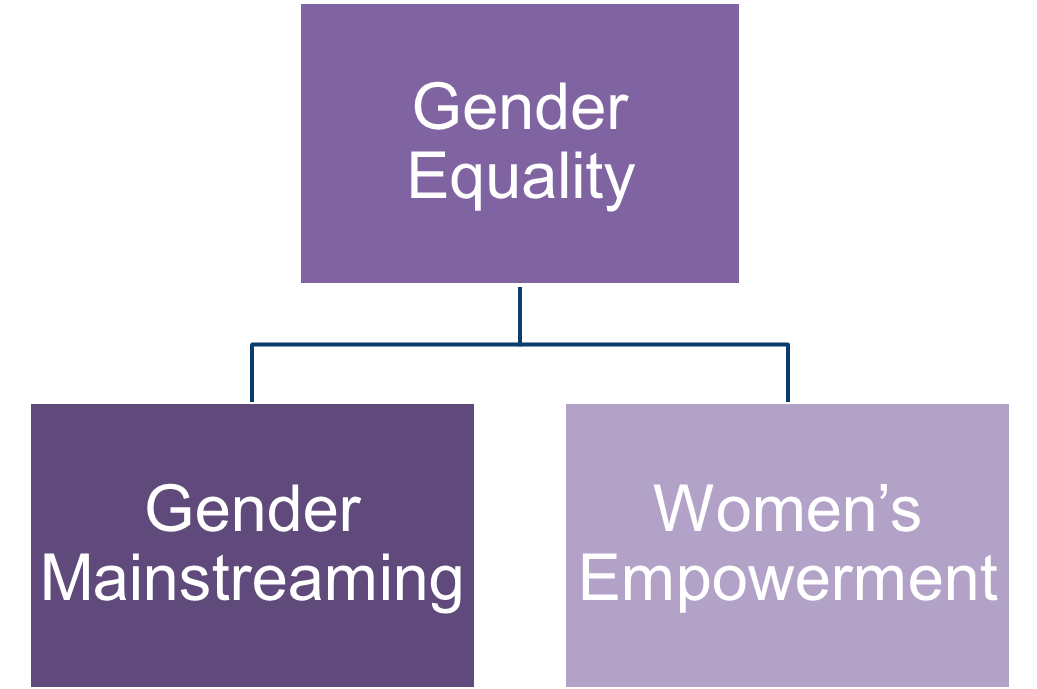 Gender
Equality
Gender
Mainstreaming
Women’s
Empowerment